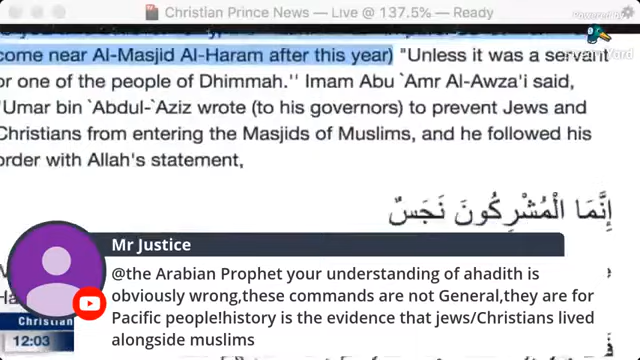 Christian Prince News — Live @ 137.5% — Ready
Powered by
come near Al-Masjid Al-Haram after this year) "Unless it was a servant
or one of the people of Dhimmah.'' Imam Abu `Amr Al-Awza'i said,
"Umar bin `Abdul-`Aziz wrote (to his governors) to prevent Jews and
Christians from entering the Masjids of Muslims, and he followed his
order with Allah's statement,
إِنَّمَا الْمُشْرِكُونَ نَجَسٌ
Mr Justice
@the Arabian Prophet your understanding of ahadith is
obviously wrong,these commands are not General,they are for
Pacific people!history is the evidence that jews/Christians lived
alongside muslims
Christian
12:03